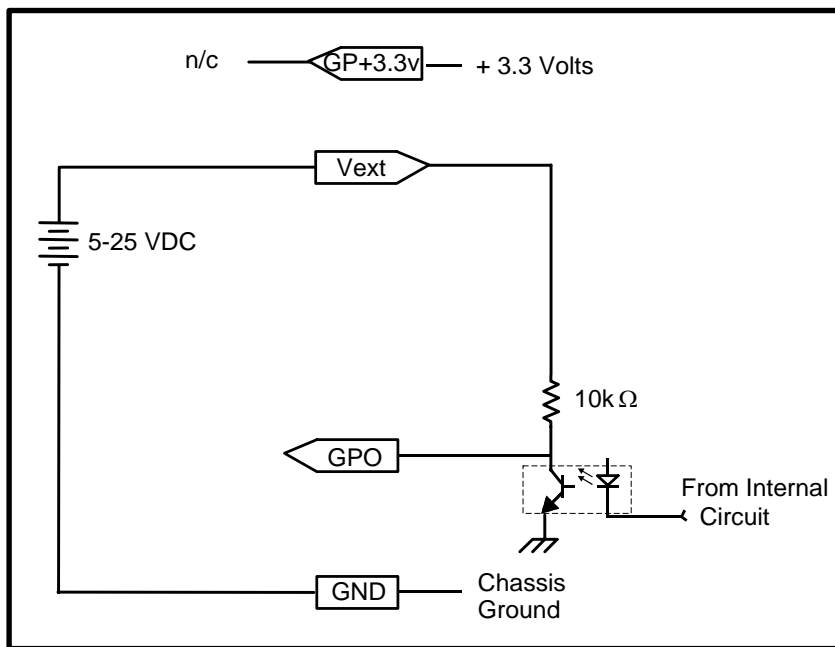 n/c
GP+3.3v
+ 3.3 Volts
Vext
5-25 VDC
10k Ω
GPO
From Internal
Circuit
GND
Chassis
Ground